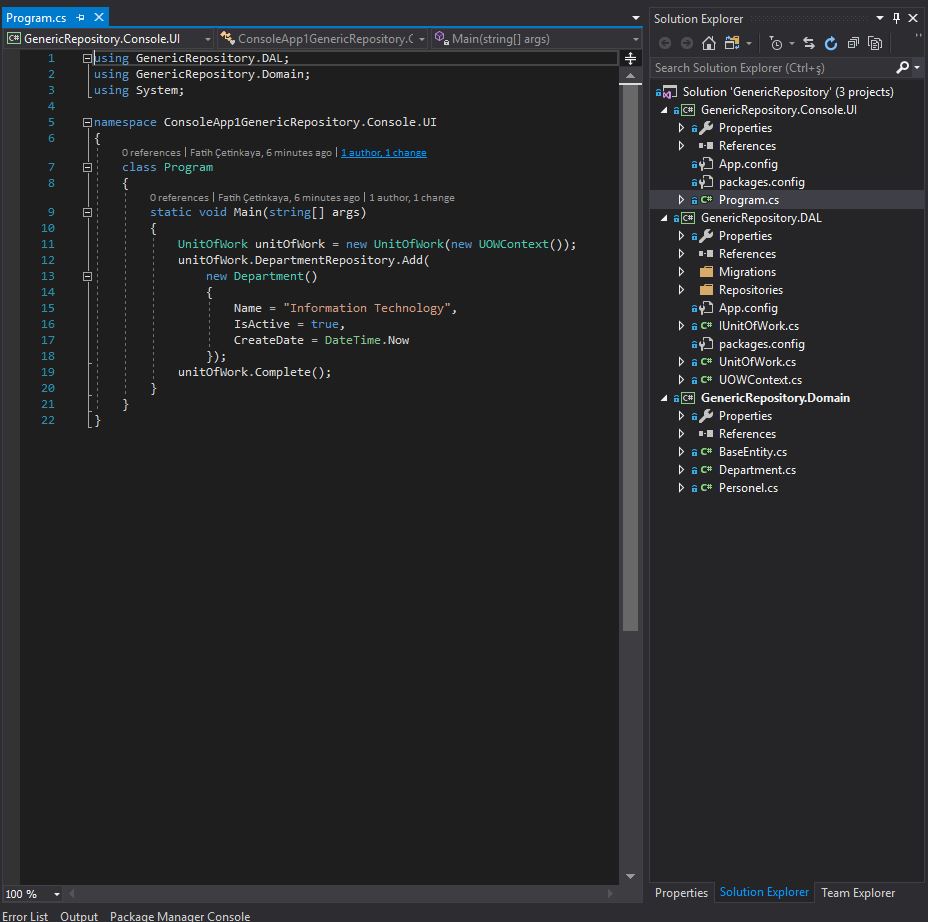 Program.cs
GenericRepository.Console.UI
ConsoleApp1GenericRepository.C
Main(string[] args)
1 using GenericRepository.DAL;
2 using GenericRepository.Domain;
3 using System;
4
5 namespace ConsoleApp1GenericRepository.Console.UI
6 {
0 references | Fatih Çetinkaya, 6 minutes ago | 1 author, 1 change
7 class Program
8 {
0 references | Fatih Çetinkaya, 6 minutes ago | 1 author, 1 change
9 static void Main(string[] args)
10 {
11 UnitOfWork unitOfWork = new UnitOfWork(new UOWContext());
12 unitOfWork.DepartmentRepository.Add(
13 new Department()
14 {
15 Name = "Information Technology",
16 IsActive = true,
17 CreateDate = DateTime.Now
18 });
19 unitOfWork.Complete();
20 }
21 }
22 }
100 %
Error List Output Package Manager Console
Solution Explorer
Search Solution Explorer (Ctrl+ş)
Solution 'GenericRepository' (3 projects)
C# GenericRepository.Console.UI
Properties
References
App.config
packages.config
C# Program.cs
C# GenericRepository.DAL
Properties
References
Migrations
Repositories
App.config
C# IUnitOfWork.cs
packages.config
C# UnitOfWork.cs
C# UOWContext.cs
C# GenericRepository.Domain
Properties
References
C# BaseEntity.cs
C# Department.cs
C# Personel.cs
Properties Solution Explorer Team Explorer